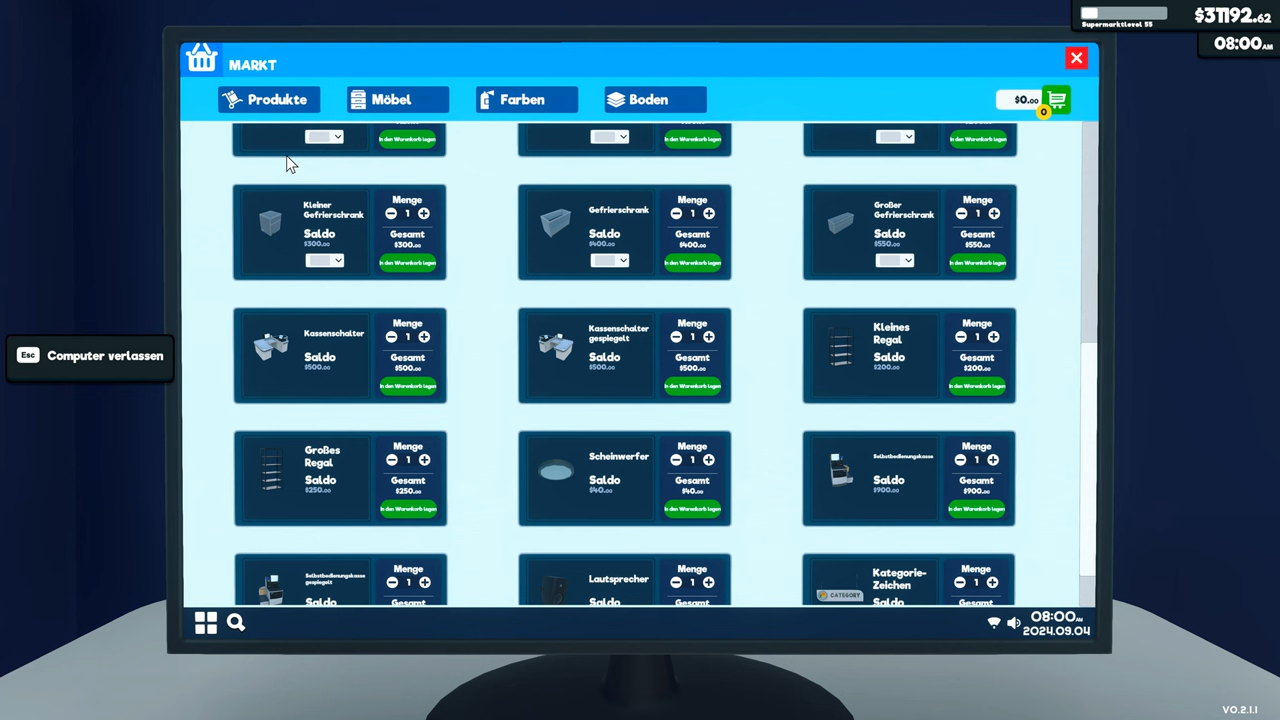 $31192.62
Supermarktlevel 55
08:00AM
MARKT
Produkte
Möbel
Farben
Boden
$0.00
0
Kleiner
Gefrierschrank
Saldo
$300.00
Menge
1
Gesamt
$300.00
In den Warenkorb legen
Gefrierschrank
Saldo
$400.00
Menge
1
Gesamt
$400.00
In den Warenkorb legen
Großer
Gefrierschrank
Saldo
$550.00
Menge
1
Gesamt
$550.00
In den Warenkorb legen
Kassenschalter
Saldo
$500.00
Menge
1
Gesamt
$500.00
In den Warenkorb legen
Kassenschalter
gespiegelt
Saldo
$500.00
Menge
1
Gesamt
$500.00
In den Warenkorb legen
Kleines
Regal
Saldo
$200.00
Menge
1
Gesamt
$200.00
In den Warenkorb legen
Esc Computer verlassen
Großes
Regal
Saldo
$250.00
Menge
1
Gesamt
$250.00
In den Warenkorb legen
Scheinwerfer
Saldo
$40.00
Menge
1
Gesamt
$40.00
In den Warenkorb legen
Selbstbedienungskasse
Saldo
$900.00
Menge
1
Gesamt
$900.00
In den Warenkorb legen
Selbstbedienungskasse
gespiegelt
Saldo
Menge
1
Gesamt
Lautsprecher
Saldo
Menge
1
Gesamt
CATEGORY
Kategorie-
Zeichen
Saldo
Menge
1
Gesamt
08:00AM
2024.09.04
V0.2.1.1